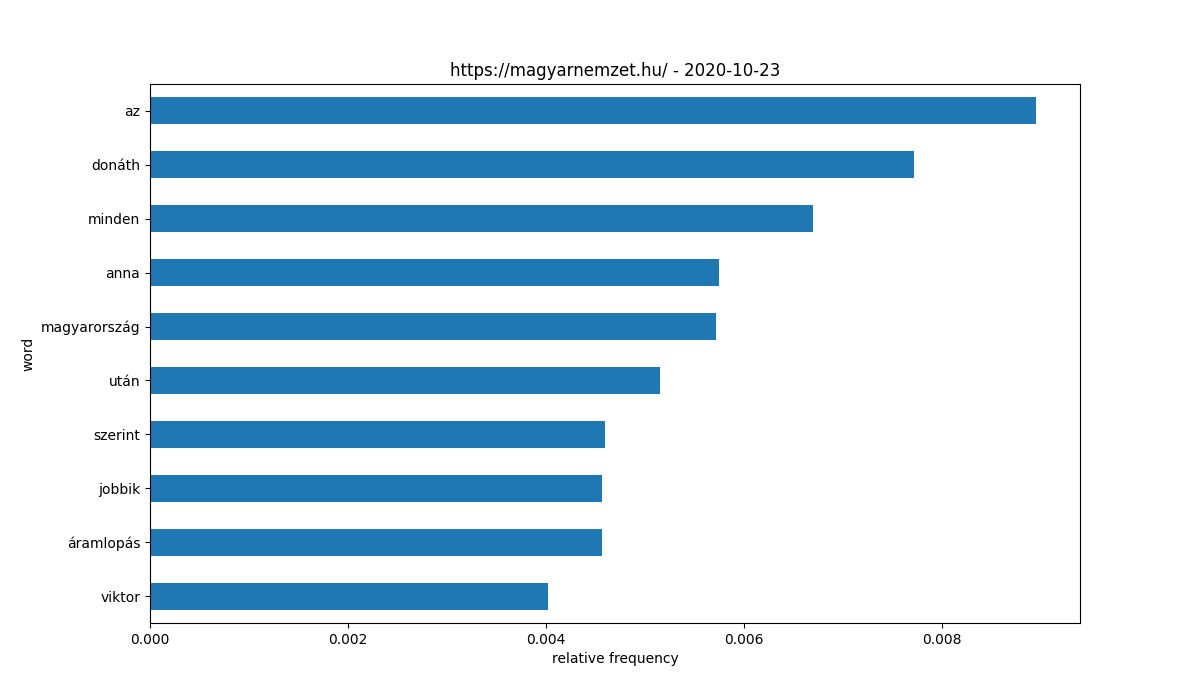 https://magyarnemzet.hu/ - 2020-10-23
word
az
donáth
minden
anna
magyarország
után
szerint
jobbik
áramlopás
viktor
0.000 0.002 0.004 0.006 0.008
relative frequency